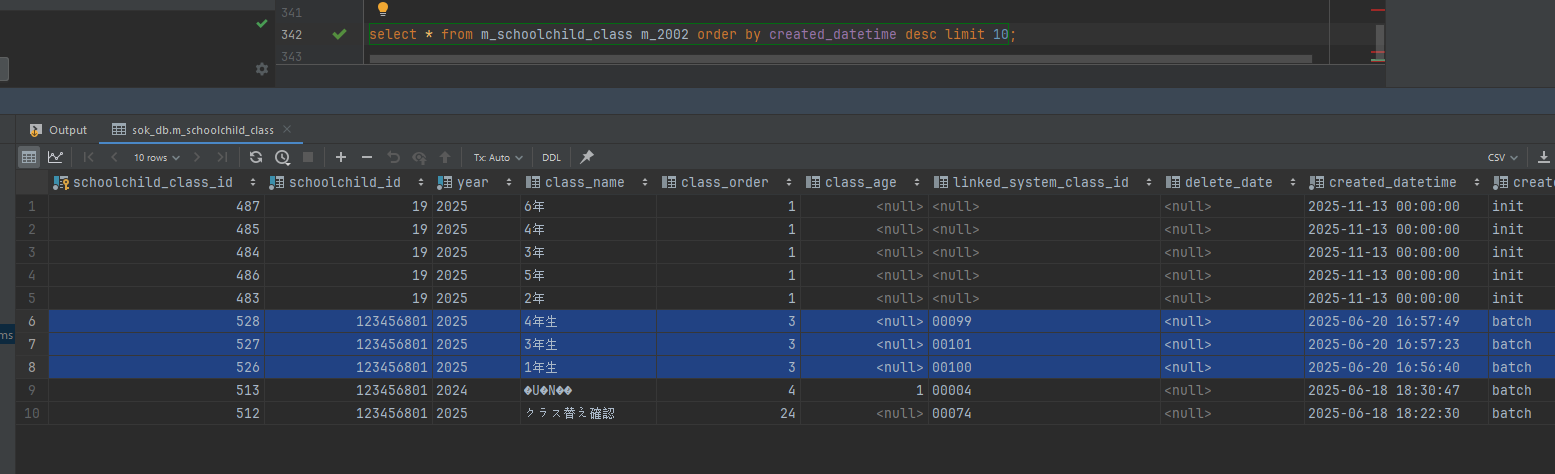 341
342 select * from m_schoolchild_class m_2002 order by created_datetime desc limit 10;
343
Output sok_db.m_schoolchild_class
10 rows Tx: Auto DDL CSV
schoolchild_class_id schoolchild_id year class_name class_order class_age linked_system_class_id delete_date created_datetime create
1 487 19 2025 6年 1 <null> <null> <null> 2025-11-13 00:00:00 init
2 485 19 2025 4年 1 <null> <null> <null> 2025-11-13 00:00:00 init
3 484 19 2025 3年 1 <null> <null> <null> 2025-11-13 00:00:00 init
4 486 19 2025 5年 1 <null> <null> <null> 2025-11-13 00:00:00 init
5 483 19 2025 2年 1 <null> <null> <null> 2025-11-13 00:00:00 init
6 528 123456801 2025 4年生 3 <null> 00099 <null> 2025-06-20 16:57:49 batch
ms
7 527 123456801 2025 3年生 3 <null> 00101 <null> 2025-06-20 16:57:23 batch
8 526 123456801 2025 1年生 3 <null> 00100 <null> 2025-06-20 16:56:40 batch
9 513 123456801 2024 �U�N�� 4 1 00004 <null> 2025-06-18 18:30:47 batch
10 512 123456801 2025 クラス替え確認 24 <null> 00074 <null> 2025-06-18 18:22:30 batch